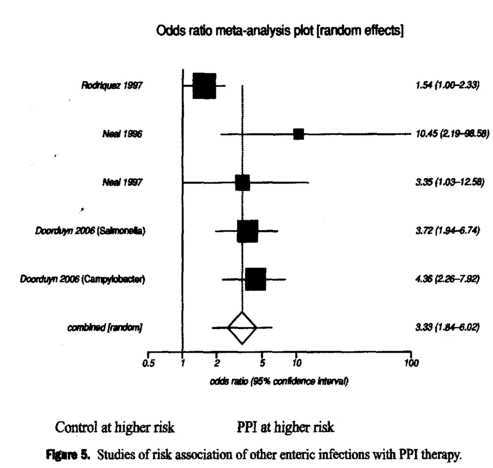 Odds ratio meta-analysis plot [random effects]
Rodriquez 1997 1.54 (1.00-2.33)
Neal 1996 10.45 (2.19-98.58)
Neal 1997 3.35 (1.03-12.58)
Doorduyn 2006 (Salmonella) 3.72 (1.94-6.74)
Doorduyn 2006 (Campylobacter) 4.36 (2.26-7.92)
combined [random] 3.33 (1.84-6.02)
0.5 1 2 5 10 100
odds ratio (95% confidence interval)
Control at higher risk PPI at higher risk
Figure 5. Studies of risk association of other enteric infections with PPI therapy.